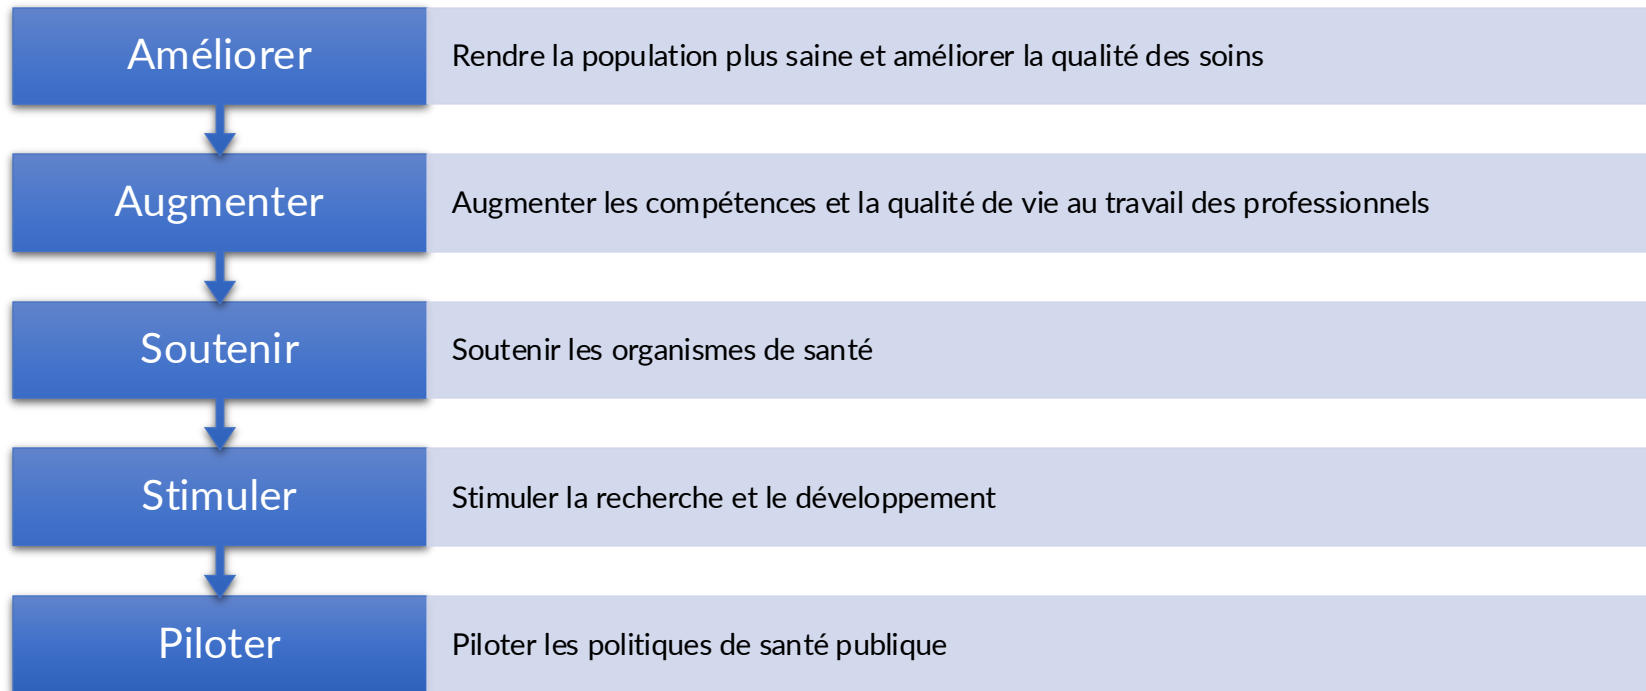 Améliorer
Rendre la population plus saine et améliorer la qualité des soins
Augmenter
Augmenter les compétences et la qualité de vie au travail des professionnels
Soutenir
Soutenir les organismes de santé
Stimuler
Stimuler la recherche et le développement
Piloter
Piloter les politiques de santé publique